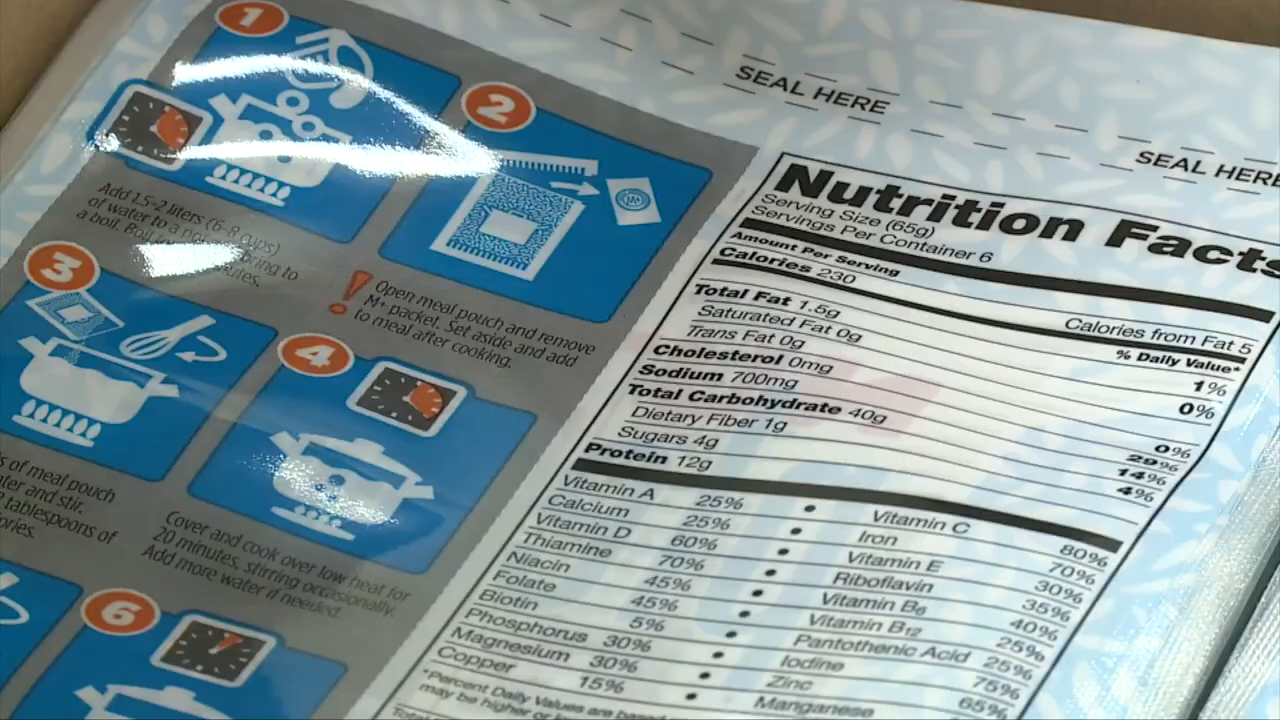 1
Add 1.5-2 liters (6-8 cups)
of water to a
a boil.
2
Open meal pouch and remove
M+ packet. Set aside and add
to meal after cooking.
3
s of meal pouch
ter and stir.
tablespoons of
ories.
4
Cover and cook over low heat for
20 minutes, stirring occasionally.
Add more water if needed.
6
SEAL HERE
SEAL HERE
Nutrition Facts
Serving Size (65g)
Servings Per Container 6
Amount Per Serving
Calories 230 Calories from Fat 5
% Daily Value*
Total Fat 1.5g 1%
Saturated Fat 0g 0%
Trans Fat 0g
Cholesterol 0mg 0%
Sodium 700mg 29%
Total Carbohydrate 40g 14%
Dietary Fiber 1g 4%
Sugars 4g
Protein 12g
Vitamin A 25% • Vitamin C 80%
Calcium 25% • Iron 70%
Vitamin D 60% • Vitamin E 30%
Thiamine 70% • Riboflavin 35%
Niacin 45% • Vitamin B6 40%
Folate 45% • Vitamin B12 25%
Biotin 5% • Pantothenic Acid 25%
Phosphorus 30% • Iodine 75%
Magnesium 30% • Zinc 65%
Copper 15% • Manganese
*Percent Daily Values are based
may be higher or